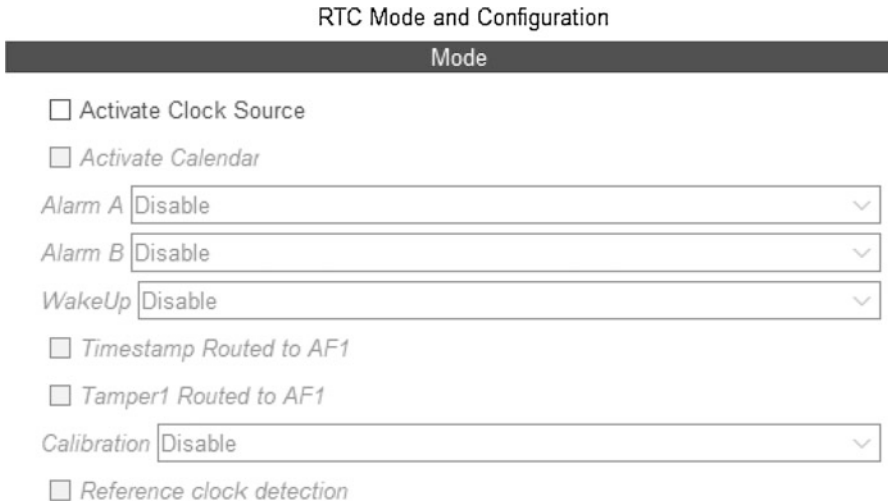 RTC Mode and Configuration
Mode
Activate Clock Source
Activate Calendar
Alarm A Disable
Alarm B Disable
WakeUp Disable
Timestamp Routed to AF1
Tamper1 Routed to AF1
Calibration Disable
Reference clock detection